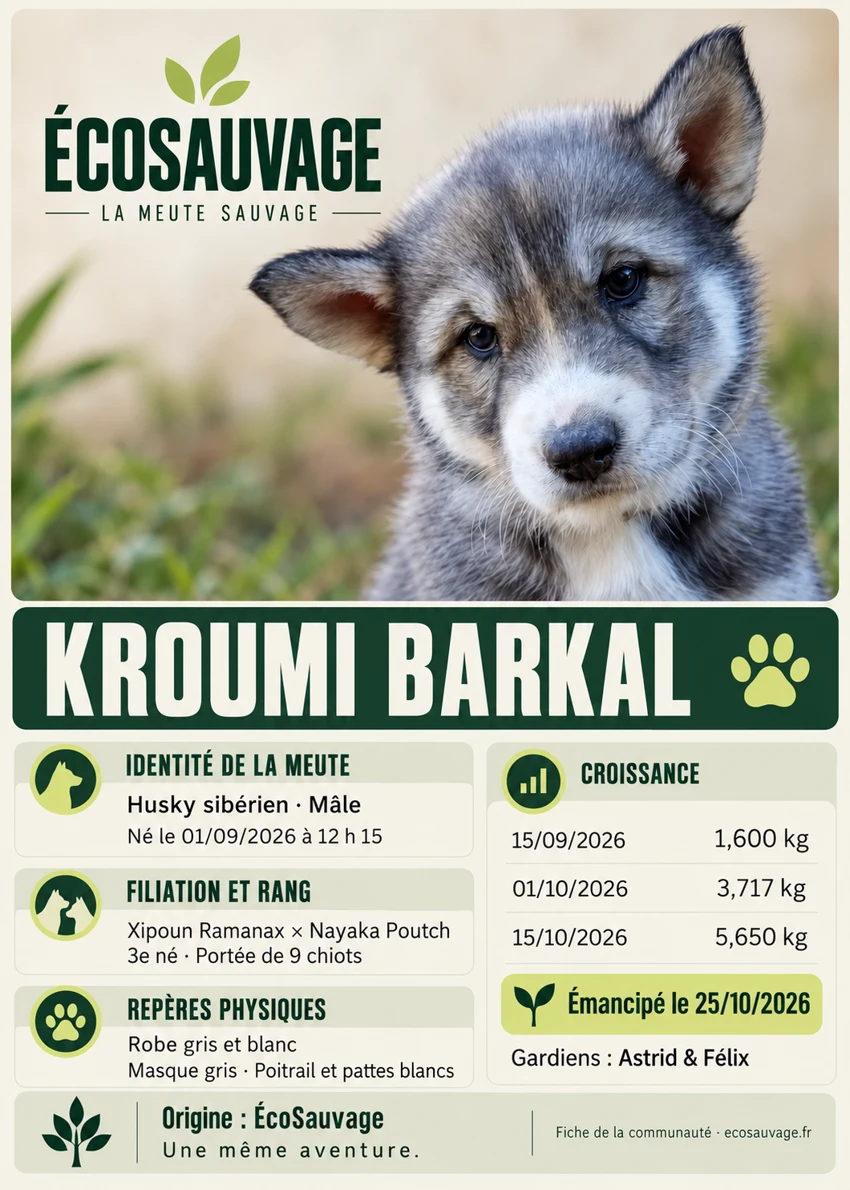 ÉCOSAUVAGE
LA MEUTE SAUVAGE
KROUMI BARKAL
IDENTITÉ DE LA MEUTE
Husky sibérien · Mâle
Né le 01/09/2026 à 12 h 15
FILIATION ET RANG
Xipoun Ramanax × Nayaka Poutch
3e né · Portée de 9 chiots
REPÈRES PHYSIQUES
Robe gris et blanc
Masque gris · Poitrail et pattes blancs
CROISSANCE
15/09/2026 1,600 kg
01/10/2026 3,717 kg
15/10/2026 5,650 kg
Émancipé le 25/10/2026
Gardiens : Astrid & Félix
Origine : ÉcoSauvage
Une même aventure.
Fiche de la communauté · ecosauvage.fr